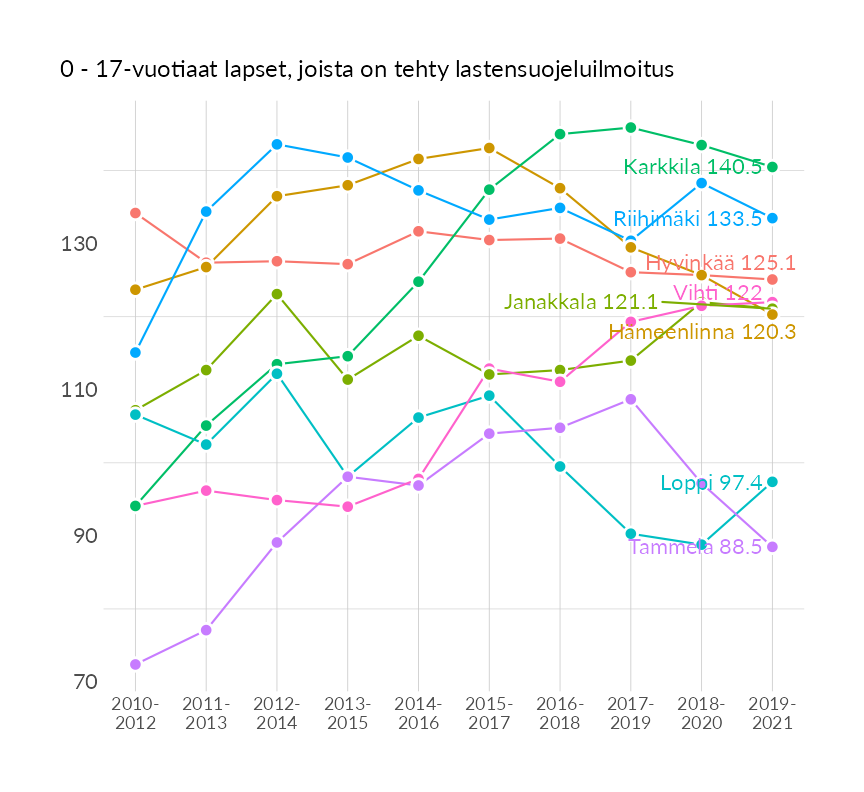 0 - 17-vuotiaat lapset, joista on tehty lastensuojeluilmoitus
Karkkila 140.5
Riihimäki 133.5
130
Hyvinkää 125.1
Vihti 122
Janakkala 121.1
Hämeenlinna 120.3
110
Loppi 97.4
90
Tammela 88.5
70
2010- 2011- 2012- 2013- 2014- 2015- 2016- 2017- 2018- 2019-
2012 2013 2014 2015 2016 2017 2018 2019 2020 2021